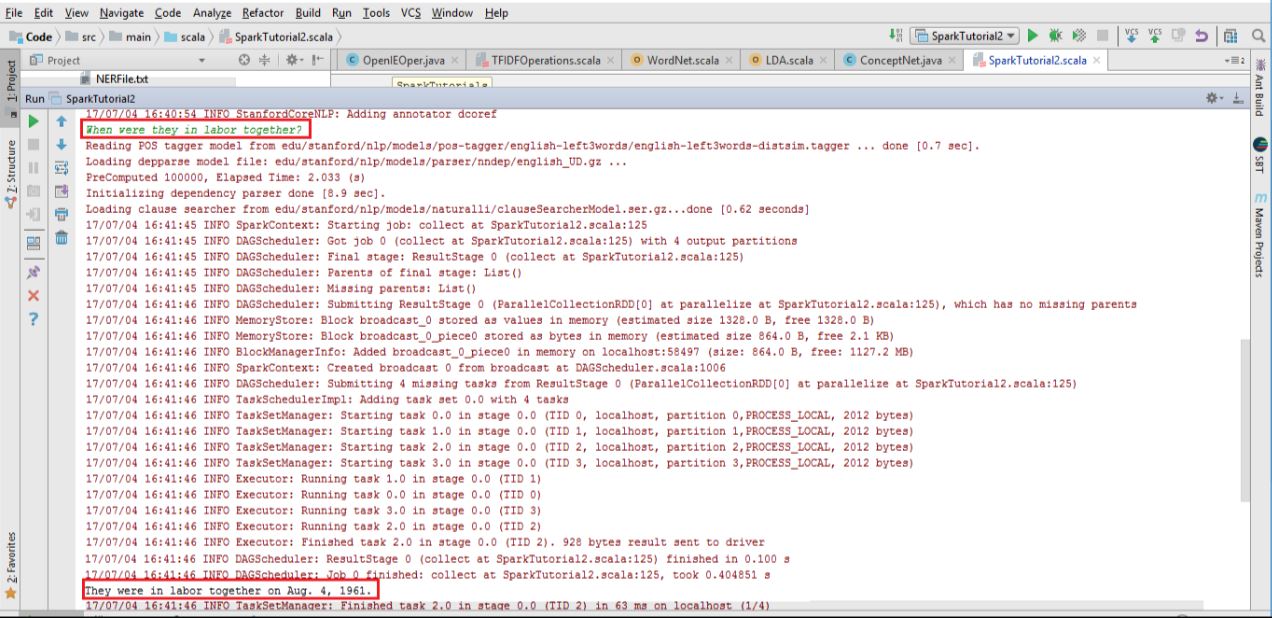 File Edit View Navigate Code Analyze Refactor Build Run Tools VCS Window Help
Code src main scala SparkTutorial2.scala SparkTutorial2 VCS VCS
Project OpenIEOper.java TFIDFOperations.scala WordNet.scala LDA.scala ConceptNet.java SparkTutorial2.scala
NERFile.txt SparkTutorials
Run SparkTutorial2
17/07/04 16:40:54 INFO StanfordCoreNLP: Adding annotator dcoref
When were they in labor together?
Reading POS tagger model from edu/stanford/nlp/models/pos-tagger/english-left3words/english-left3words-distsim.tagger ... done [0.7 sec].
Loading depparse model file: edu/stanford/nlp/models/parser/nndep/english_UD.gz ...
PreComputed 100000, Elapsed Time: 2.033 (s)
Initializing dependency parser done [8.9 sec].
Loading clause searcher from edu/stanford/nlp/models/naturalli/clauseSearcherModel.ser.gz...done [0.62 seconds]
17/07/04 16:41:45 INFO SparkContext: Starting job: collect at SparkTutorial2.scala:125
17/07/04 16:41:45 INFO DAGScheduler: Got job 0 (collect at SparkTutorial2.scala:125) with 4 output partitions
17/07/04 16:41:45 INFO DAGScheduler: Final stage: ResultStage 0 (collect at SparkTutorial2.scala:125)
17/07/04 16:41:45 INFO DAGScheduler: Parents of final stage: List()
17/07/04 16:41:45 INFO DAGScheduler: Missing parents: List()
17/07/04 16:41:46 INFO DAGScheduler: Submitting ResultStage 0 (ParallelCollectionRDD[0] at parallelize at SparkTutorial2.scala:125), which has no missing parents
17/07/04 16:41:46 INFO MemoryStore: Block broadcast_0 stored as values in memory (estimated size 1328.0 B, free 1328.0 B)
17/07/04 16:41:46 INFO MemoryStore: Block broadcast_0_piece0 stored as bytes in memory (estimated size 864.0 B, free 2.1 KB)
17/07/04 16:41:46 INFO BlockManagerInfo: Added broadcast_0_piece0 in memory on localhost:58497 (size: 864.0 B, free: 1127.2 MB)
17/07/04 16:41:46 INFO SparkContext: Created broadcast 0 from broadcast at DAGScheduler.scala:1006
17/07/04 16:41:46 INFO DAGScheduler: Submitting 4 missing tasks from ResultStage 0 (ParallelCollectionRDD[0] at parallelize at SparkTutorial2.scala:125)
17/07/04 16:41:46 INFO TaskSchedulerImpl: Adding task set 0.0 with 4 tasks
17/07/04 16:41:46 INFO TaskSetManager: Starting task 0.0 in stage 0.0 (TID 0, localhost, partition 0,PROCESS_LOCAL, 2012 bytes)
17/07/04 16:41:46 INFO TaskSetManager: Starting task 1.0 in stage 0.0 (TID 1, localhost, partition 1,PROCESS_LOCAL, 2012 bytes)
17/07/04 16:41:46 INFO TaskSetManager: Starting task 2.0 in stage 0.0 (TID 2, localhost, partition 2,PROCESS_LOCAL, 2012 bytes)
17/07/04 16:41:46 INFO TaskSetManager: Starting task 3.0 in stage 0.0 (TID 3, localhost, partition 3,PROCESS_LOCAL, 2012 bytes)
17/07/04 16:41:46 INFO Executor: Running task 1.0 in stage 0.0 (TID 1)
17/07/04 16:41:46 INFO Executor: Running task 0.0 in stage 0.0 (TID 0)
17/07/04 16:41:46 INFO Executor: Running task 3.0 in stage 0.0 (TID 3)
17/07/04 16:41:46 INFO Executor: Running task 2.0 in stage 0.0 (TID 2)
17/07/04 16:41:46 INFO Executor: Finished task 2.0 in stage 0.0 (TID 2). 928 bytes result sent to driver
17/07/04 16:41:46 INFO DAGScheduler: ResultStage 0 (collect at SparkTutorial2.scala:125) finished in 0.100 s
17/07/04 16:41:46 INFO DAGScheduler: Job 0 finished: collect at SparkTutorial2.scala:125, took 0.404851 s
They were in labor together on Aug. 4, 1961.
17/07/04 16:41:46 INFO TaskSetManager: Finished task 2.0 in stage 0.0 (TID 2) in 63 ms on localhost (1/4)
1: Project
Z: Structure
2: Favorites
Ant Build
SBT
Maven Projects